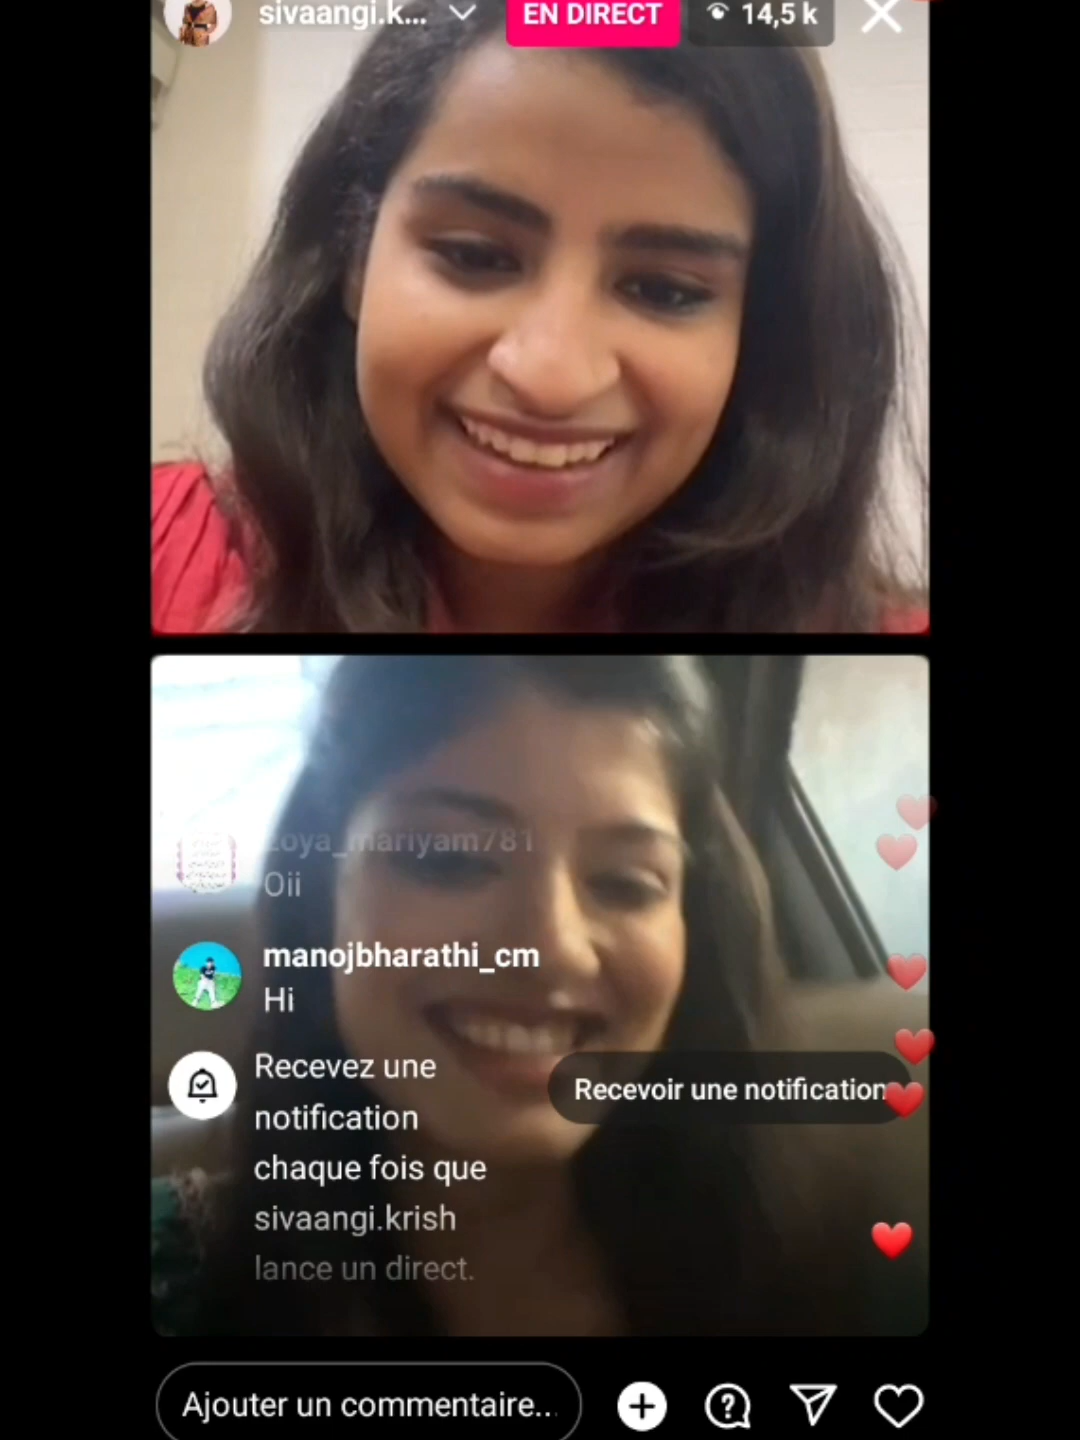 sivaangi.k...
EN DIRECT
14,5 k
zoya_mariyam781
Oii
manojbharathi_cm
Hi
Recevez une
notification
chaque fois que
sivaangi.krish
lance un direct.
Recevoir une notification
Ajouter un commentaire...